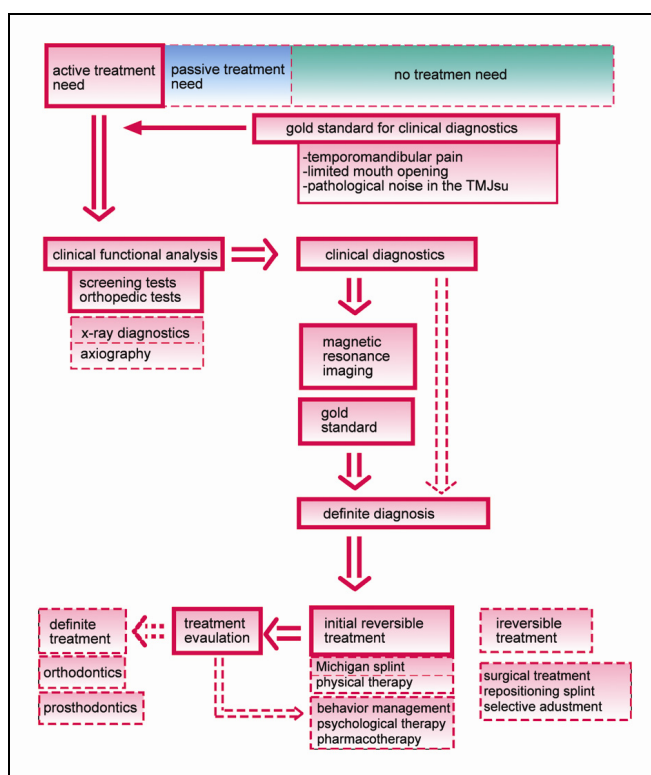 active treatment
need
passive treatment
need
no treatmen need
gold standard for clinical diagnostics
-temporomandibular pain
-limited mouth opening
-pathological noise in the TMJsu
clinical functional analysis
clinical diagnostics
screening tests
orthopedic tests
x-ray diagnostics
axiography
magnetic
resonance
imaging
gold
standard
definite diagnosis
definite
treatment
treatment
evaulation
initial reversible
treatment
ireversible
treatment
orthodontics
prosthodontics
Michigan splint
physical therapy
behavior management
psychological therapy
pharmacotherapy
surgical treatment
repositioning splint
selective adustment